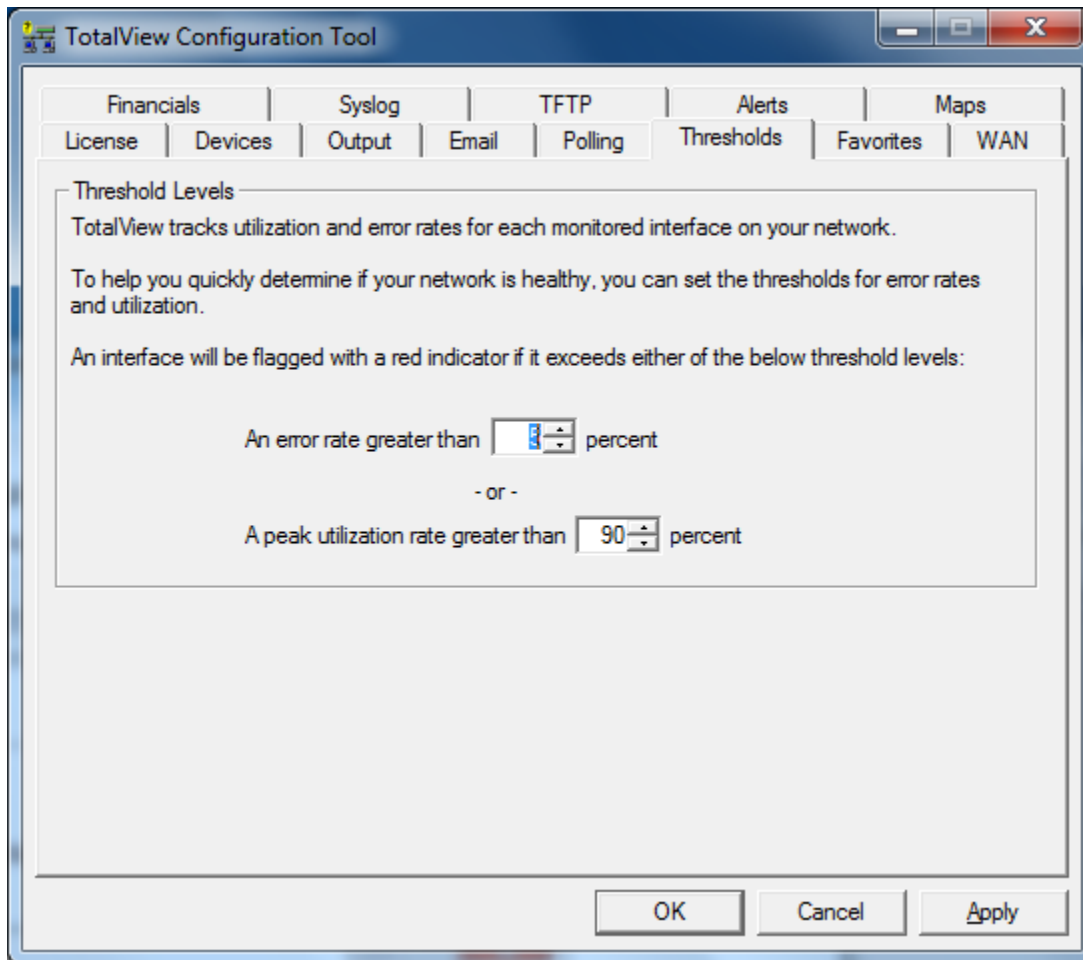 TotalView Configuration Tool
Financials Syslog TFTP Alerts Maps
License Devices Output Email Polling Thresholds Favorites WAN
Threshold Levels
TotalView tracks utilization and error rates for each monitored interface on your network.
To help you quickly determine if your network is healthy, you can set the thresholds for error rates
and utilization.
An interface will be flagged with a red indicator if it exceeds either of the below threshold levels:
An error rate greater than percent
- or -
A peak utilization rate greater than 90 percent
OK Cancel Apply